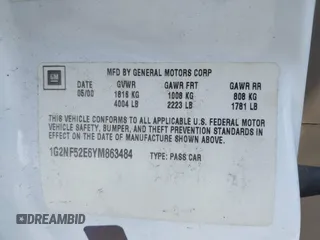 GM
MFD BY GENERAL MOTORS CORP
DATE GVWR GAWR FRT GAWR RR
05/00 1816 KG 1008 KG 808 KG
4004 LB 2223 LB 1781 LB
THIS VEHICLE CONFORMS TO ALL APPLICABLE U.S. FEDERAL MOTOR
VEHICLE SAFETY, BUMPER, AND THEFT PREVENTION STANDARDS IN
EFFECT ON THE DATE OF MANUFACTURE SHOWN ABOVE.
1G2NF52E6YM863484 TYPE: PASS CAR
AUTOBIDMASTER